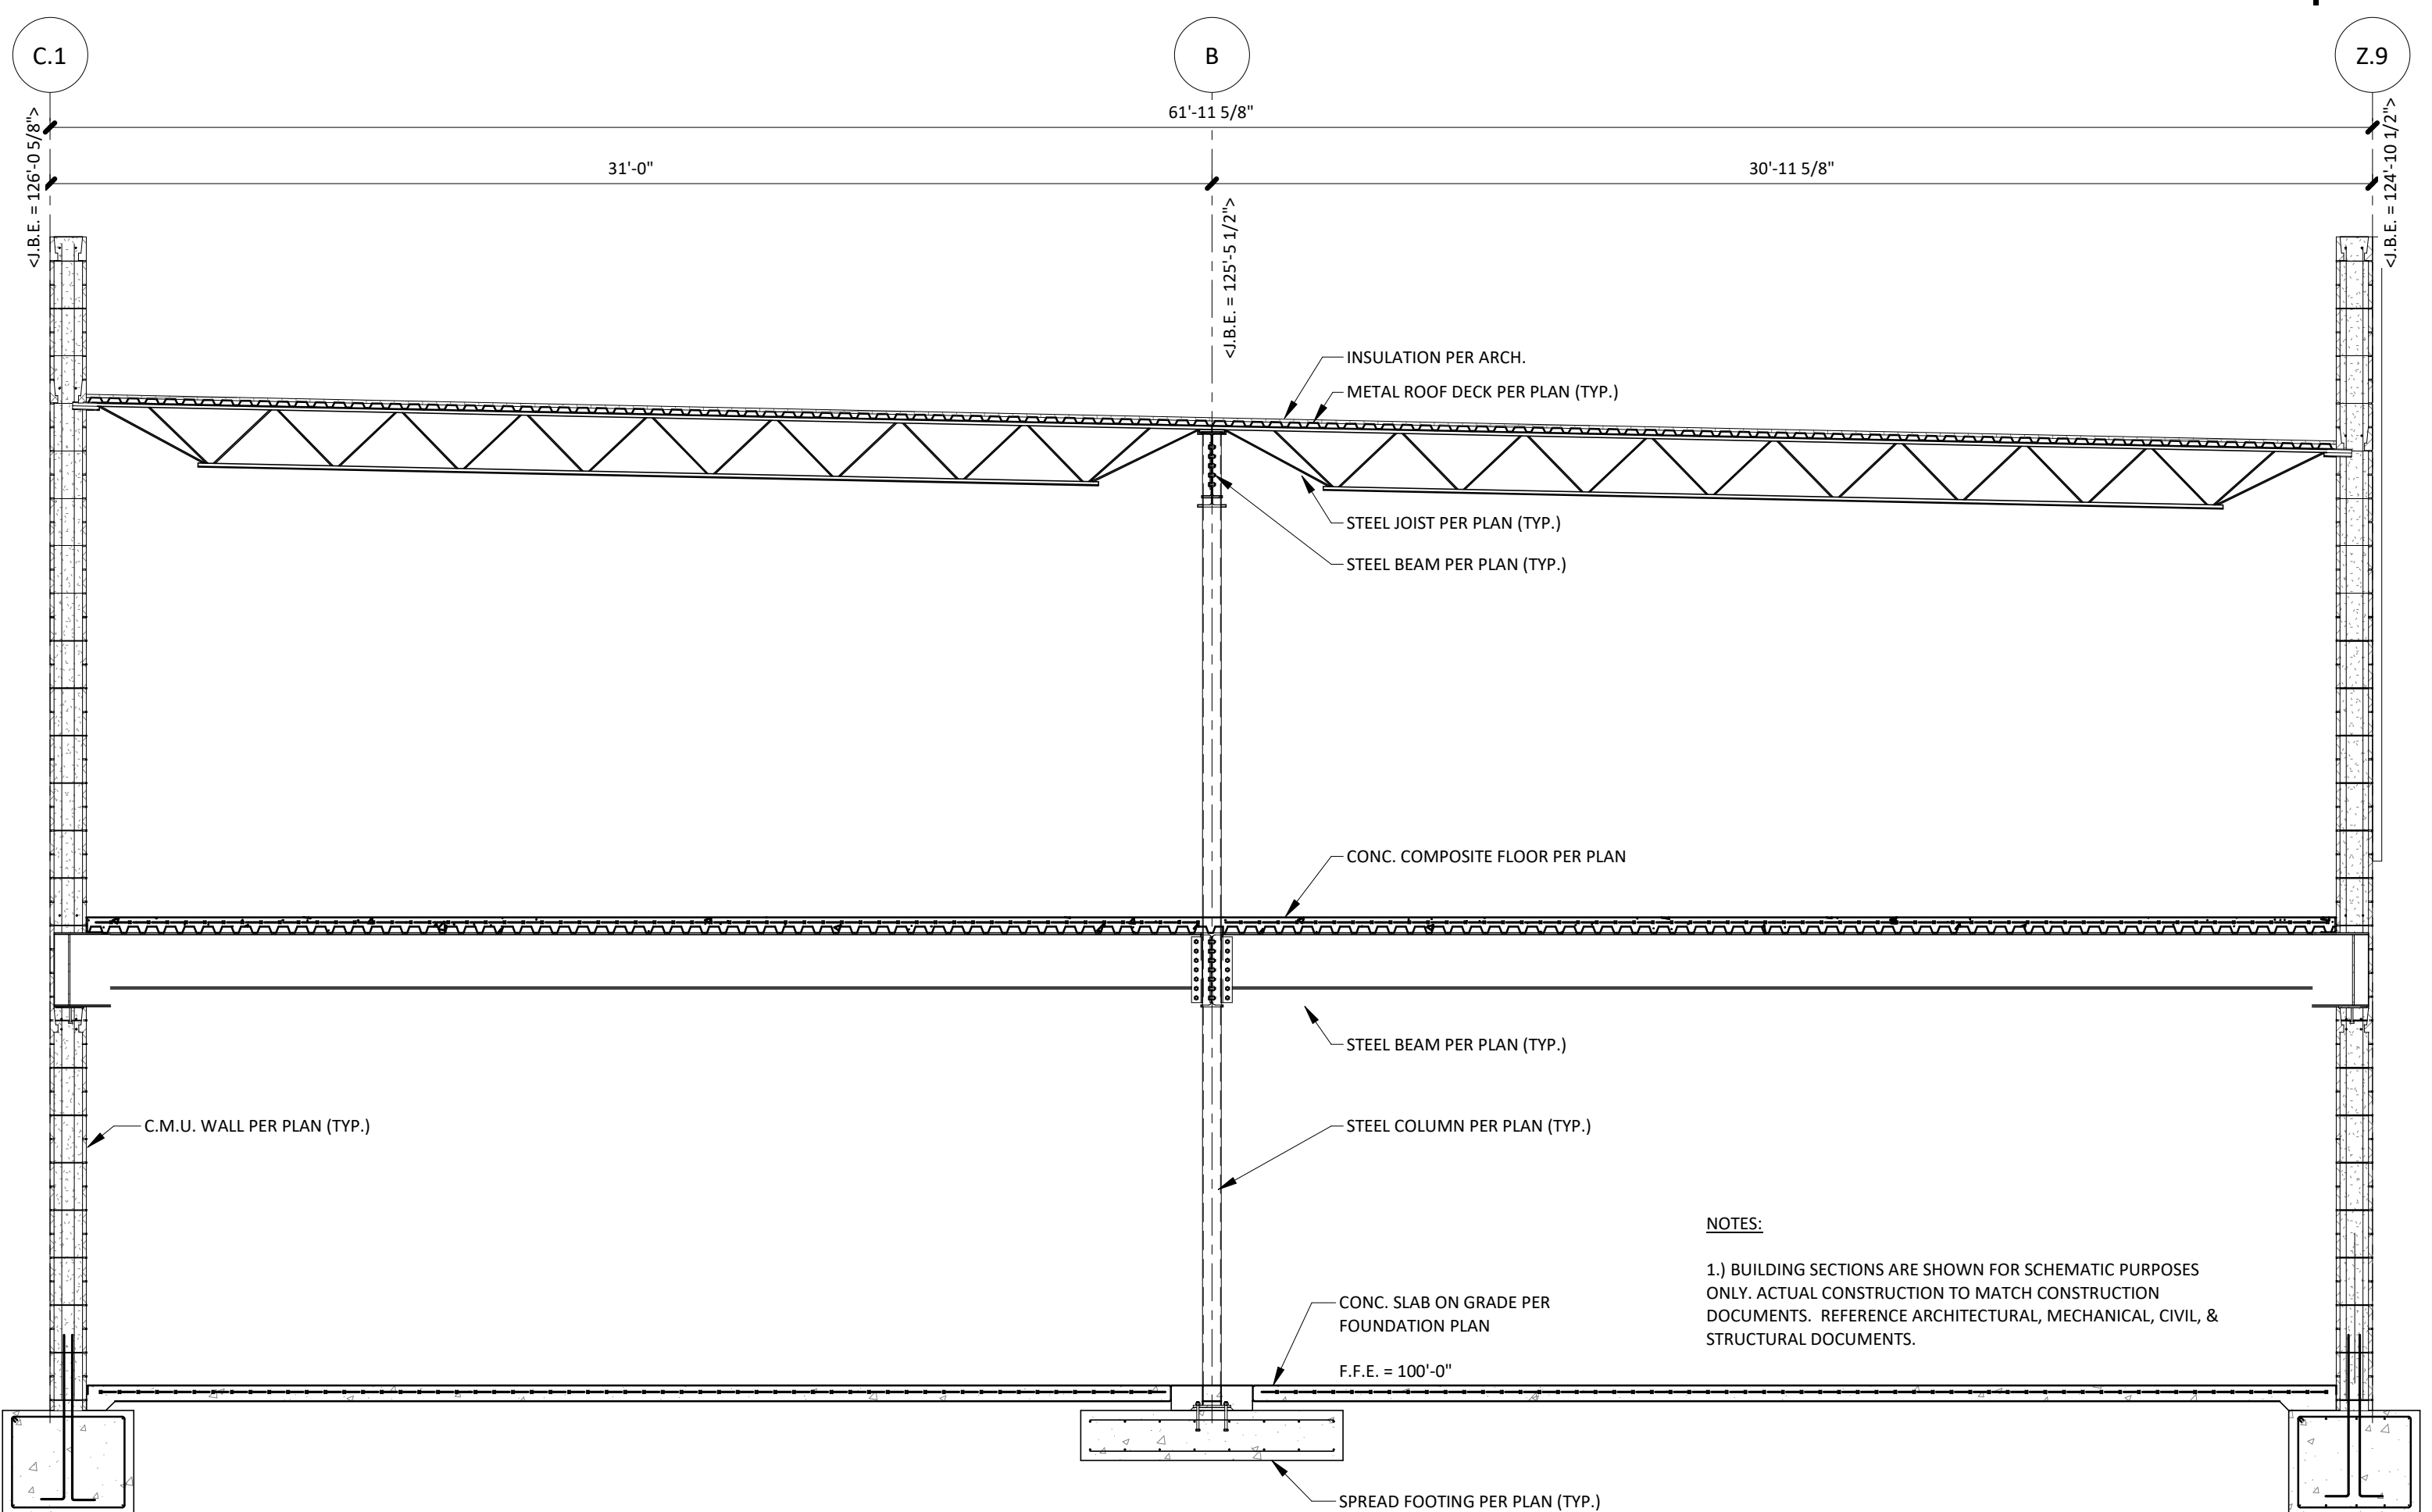 C.1
B
Z.9
61'-11 5/8"
31'-0"
30'-11 5/8"
<J.B.E. = 126'-0 5/8">
<J.B.E. = 125'-5 1/2">
<J.B.E. = 124'-10 1/2">
INSULATION PER ARCH.
METAL ROOF DECK PER PLAN (TYP.)
STEEL JOIST PER PLAN (TYP.)
STEEL BEAM PER PLAN (TYP.)
CONC. COMPOSITE FLOOR PER PLAN
STEEL BEAM PER PLAN (TYP.)
C.M.U. WALL PER PLAN (TYP.)
STEEL COLUMN PER PLAN (TYP.)
NOTES:
1.) BUILDING SECTIONS ARE SHOWN FOR SCHEMATIC PURPOSES
ONLY. ACTUAL CONSTRUCTION TO MATCH CONSTRUCTION
DOCUMENTS. REFERENCE ARCHITECTURAL, MECHANICAL, CIVIL, &
STRUCTURAL DOCUMENTS.
CONC. SLAB ON GRADE PER
FOUNDATION PLAN
F.F.E. = 100'-0"
SPREAD FOOTING PER PLAN (TYP.)